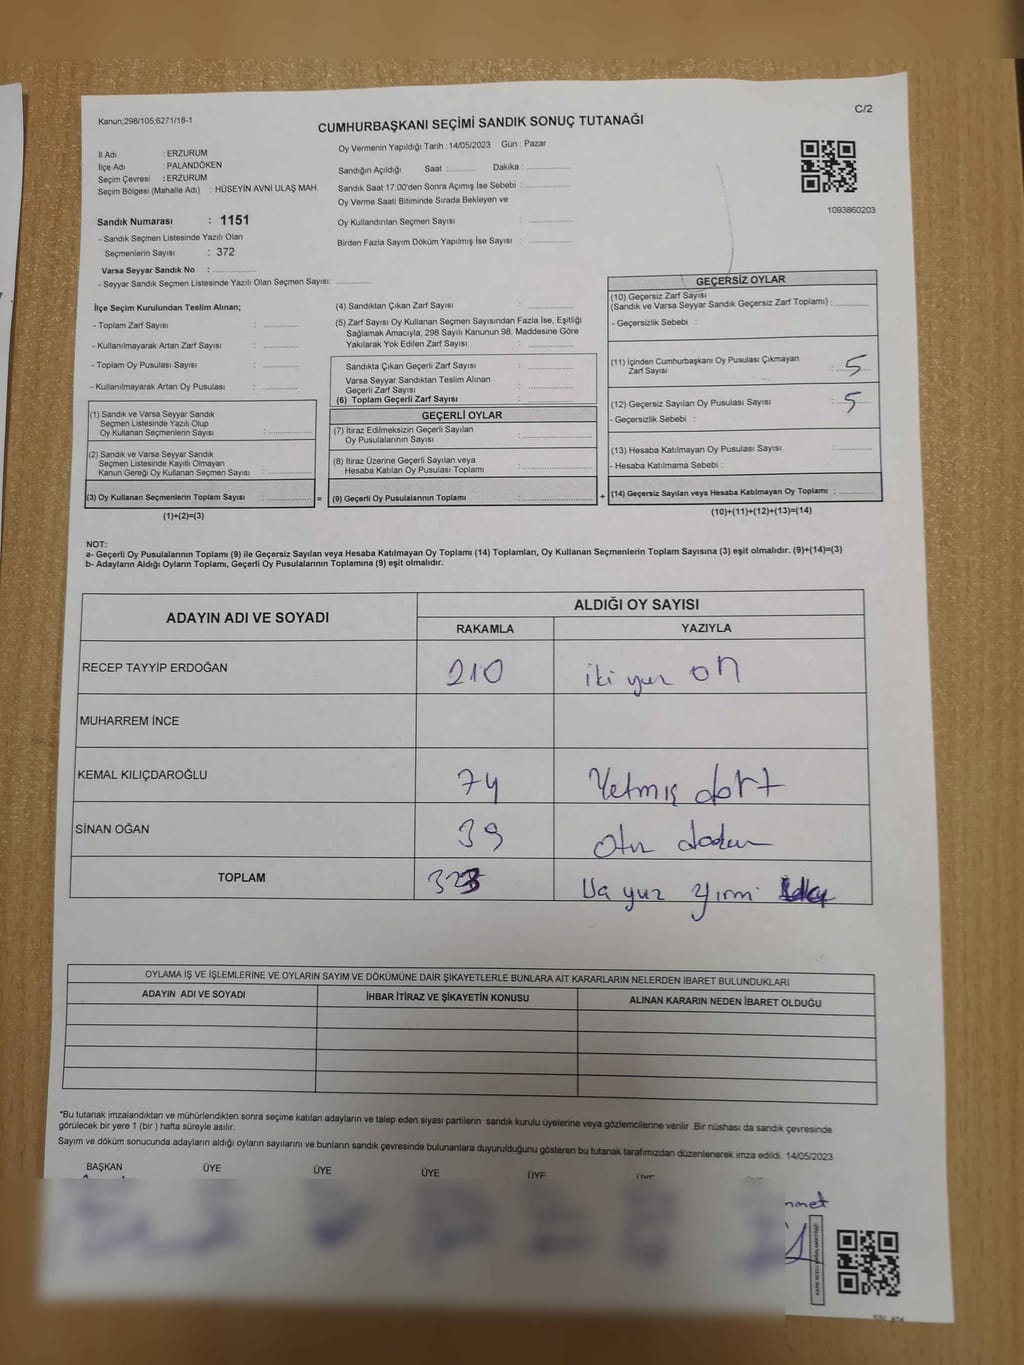 Kanun;298/105,6271/18-1
C/2
CUMHURBAŞKANI SEÇİMİ SANDIK SONUÇ TUTANAĞI
İl Adı : ERZURUM
İlçe Adı : PALANDÖKEN
Seçim Çevresi : ERZURUM
Seçim Bölgesi (Mahalle Adı) : HÜSEYİN AVNİ ULAŞ MAH.
Oy Vermenin Yapıldığı Tarih : 14/05/2023 Gün : Pazar
Sandığın Açıldığı Saat : Dakika :
Sandık Saat 17:00'den Sonra Açımış İse Sebebi :
Oy Verme Saati Bitiminde Sırada Bekleyen ve
Oy Kullandırılan Seçmen Sayısı :
Birden Fazla Sayım Döküm Yapılmış İse Sayısı :
1093860203
Sandık Numarası : 1151
- Sandık Seçmen Listesinde Yazılı Olan
Seçmenlerin Sayısı : 372
Varsa Seyyar Sandık No :
- Seyyar Sandık Seçmen Listesinde Yazılı Olan Seçmen Sayısı:
İlçe Seçim Kurulundan Teslim Alınan;
- Toplam Zarf Sayısı :
- Kullanılmayarak Artan Zarf Sayısı :
- Toplam Oy Pusulası Sayısı :
- Kullanılmayarak Artan Oy Pusulası :
(1) Sandık ve Varsa Seyyar Sandık
Seçmen Listesinde Yazılı Olup
Oy Kullanan Seçmenlerin Sayısı :
(2) Sandık ve Varsa Seyyar Sandık
Seçmen Listesinde Kayıtlı Olmayan
Kanun Gereği Oy Kullanan Seçmen Sayısı :
(3) Oy Kullanan Seçmenlerin Toplam Sayısı :
(1)+(2)=(3)
(4) Sandıktan Çıkan Zarf Sayısı :
(5) Zarf Sayısı Oy Kullanan Seçmen Sayısından Fazla İse, Eşitliği
Sağlamak Amacıyla; 298 Sayılı Kanunun 98. Maddesine Göre
Yakılarak Yok Edilen Zarf Sayısı :
Sandıkta Çıkan Geçerli Zarf Sayısı :
Varsa Seyyar Sandıktan Teslim Alınan
Geçerli Zarf Sayısı :
(6) Toplam Geçerli Zarf Sayısı :
GEÇERLİ OYLAR
(7) İtiraz Edilmeksizin Geçerli Sayılan
Oy Pusulalarının Sayısı :
(8) İtiraz Üzerine Geçerli Sayılan veya
Hesaba Katılan Oy Pusulası Toplamı :
= (9) Geçerli Oy Pusulalarının Toplamı :
GEÇERSİZ OYLAR
(10) Geçersiz Zarf Sayısı
(Sandık ve Varsa Seyyar Sandık Geçersiz Zarf Toplamı) :
- Geçersizlik Sebebi :
(11) İçinden Cumhurbaşkanı Oy Pusulası Çıkmayan
Zarf Sayısı : 5
(12) Geçersiz Sayılan Oy Pusulası Sayısı : 5
- Geçersizlik Sebebi :
(13) Hesaba Katılmayan Oy Pusulası Sayısı :
- Hesaba Katılmama Sebebi :
+ (14) Geçersiz Sayılan veya Hesaba Katılmayan Oy Toplamı :
(10)+(11)+(12)+(13)=(14)
NOT:
a- Geçerli Oy Pusulalarının Toplamı (9) ile Geçersiz Sayılan veya Hesaba Katılmayan Oy Toplamı (14) Toplamları, Oy Kullanan Seçmenlerin Toplam Sayısına (3) eşit olmalıdır. (9)+(14)=(3)
b- Adayların Aldığı Oyların Toplamı, Geçerli Oy Pusulalarının Toplamına (9) eşit olmalıdır.
ADAYIN ADI VE SOYADI
ALDIĞI OY SAYISI
RAKAMLA YAZIYLA
RECEP TAYYİP ERDOĞAN 210 iki yuz on
MUHARREM İNCE
KEMAL KILIÇDAROĞLU 74 Yetmiş dört
SİNAN OĞAN 39
TOPLAM yuz yirmi
OYLAMA İŞ VE İŞLEMLERİNE VE OYLARIN SAYIM VE DÖKÜMÜNE DAİR ŞİKAYETLERLE BUNLARA AİT KARARLARIN NELERDEN İBARET BULUNDUKLARI
ADAYIN ADI VE SOYADI İHBAR İTİRAZ VE ŞİKAYETİN KONUSU ALINAN KARARIN NEDEN İBARET OLDUĞU
*Bu tutanak imzalandıktan ve mühürlendikten sonra seçime katılan adayların ve talep eden siyasi partilerin sandık kurulu üyelerine veya gözlemcilerine verilir. Bir nüshası da sandık çevresinde
görülecek bir yere 1 (bir ) hafta süreyle asılır.
Sayım ve döküm sonucunda adayların aldığı oyların sayılarını ve bunların sandık çevresinde bulunanlara duyurulduğunu gösteren bu tutanak tarafımızdan düzenlenerek imza edildi. 14/05/2023
BAŞKAN ÜYE ÜYE ÜYE ÜYE